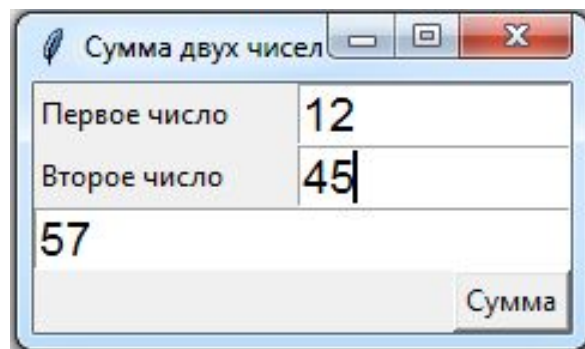 Сумма двух чисел
Первое число 12
Второе число 45
57
Сумма